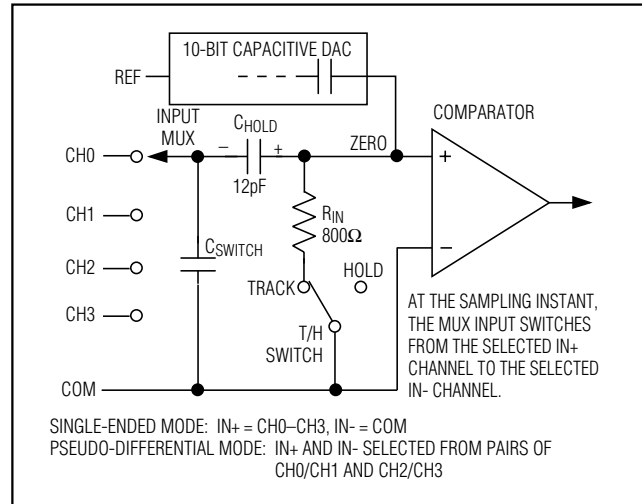 10-BIT CAPACITIVE DAC
REF
INPUT
MUX
CHOLD
– +
12pF
ZERO
COMPARATOR
+
–
CH0
CH1
CH2
CH3
CSWITCH
RIN
800Ω
TRACK
HOLD
T/H
SWITCH
COM
AT THE SAMPLING INSTANT,
THE MUX INPUT SWITCHES
FROM THE SELECTED IN+
CHANNEL TO THE SELECTED
IN- CHANNEL.
SINGLE-ENDED MODE: IN+ = CH0–CH3, IN- = COM
PSEUDO-DIFFERENTIAL MODE: IN+ AND IN- SELECTED FROM PAIRS OF
CH0/CH1 AND CH2/CH3